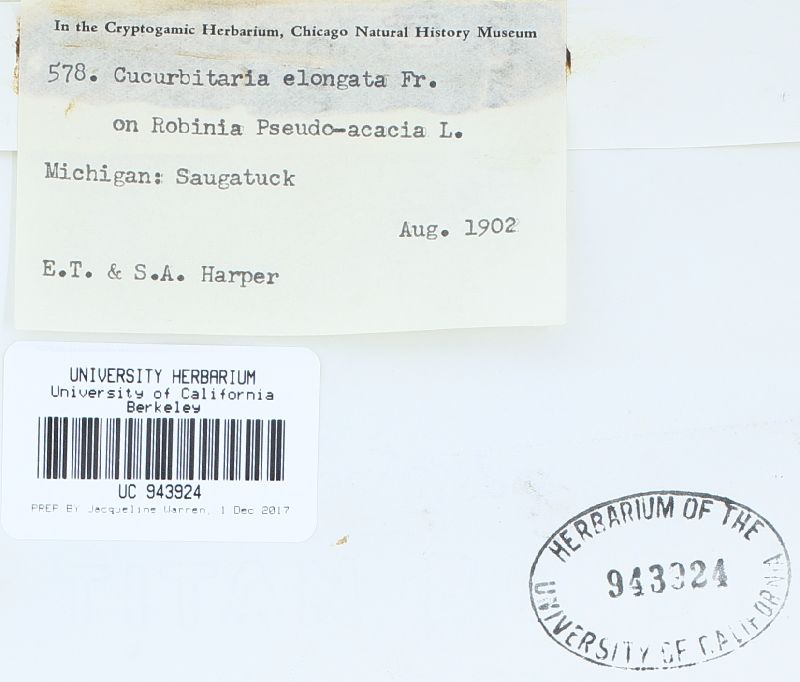 In the Cryptogamic Herbarium, Chicago Natural History Museum
578. Cucurbitaria elongata Fr.
on Robinia Pseudo-acacia L.
Michigan: Saugatuck
Aug. 1902
E.T. & S.A. Harper
UNIVERSITY HERBARIUM
University of California
Berkeley
UC 943924
PREP BY Jacqueline Warren, 1 Dec 2017
HERBARIUM OF THE
943924
UNIVERSITY OF CALIFORNIA